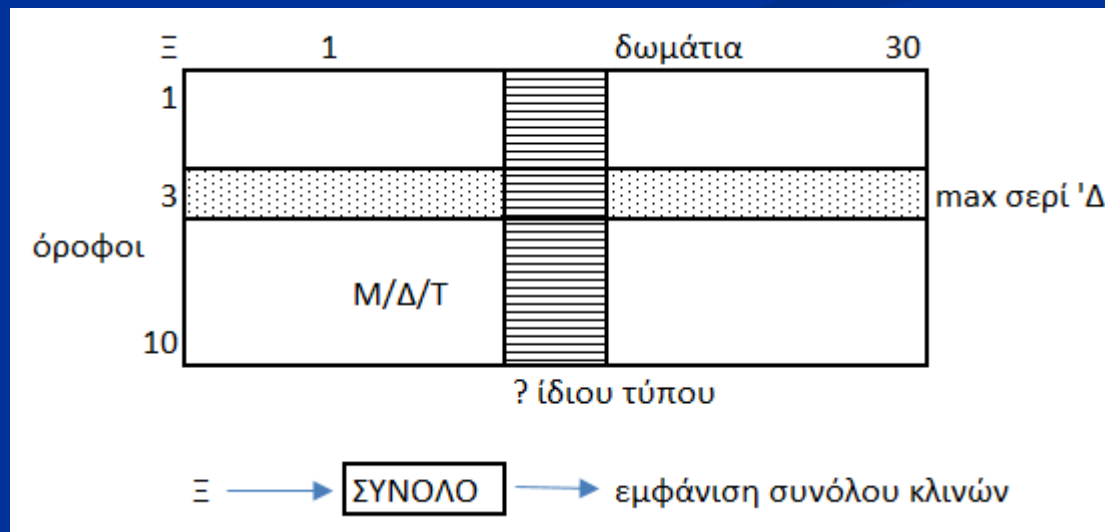 Ξ 1 δωμάτια 30
1
3 max σερί 'Δ
όροφοι
Μ/Δ/Τ
10
? ίδιου τύπου
Ξ ΣΥΝΟΛΟ εμφάνιση συνόλου κλινών